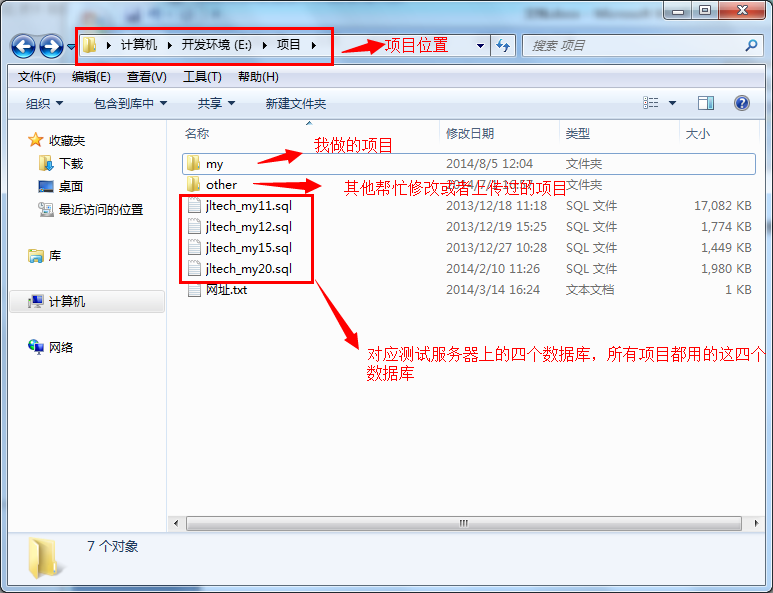 计算机 开发环境 (E:) 项目
项目位置
搜索 项目
文件(F) 编辑(E) 查看(V) 工具(T) 帮助(H)
组织 包含到库中 共享 新建文件夹
收藏夹
下载
桌面
最近访问的位置
库
计算机
网络
名称 修改日期 类型 大小
我做的项目
my 2014/8/5 12:04 文件夹
other 文件夹
其他帮忙修改或者上传过的项目
jltech_my11.sql 2013/12/18 11:18 SQL 文件 17,082 KB
jltech_my12.sql 2013/12/19 15:25 SQL 文件 1,774 KB
jltech_my15.sql 2013/12/27 10:28 SQL 文件 1,449 KB
jltech_my20.sql 2014/2/10 11:26 SQL 文件 1,980 KB
网址.txt 2014/3/14 16:24 文本文档 1 KB
对应测试服务器上的四个数据库，所有项目都用的这四个
数据库
7 个对象